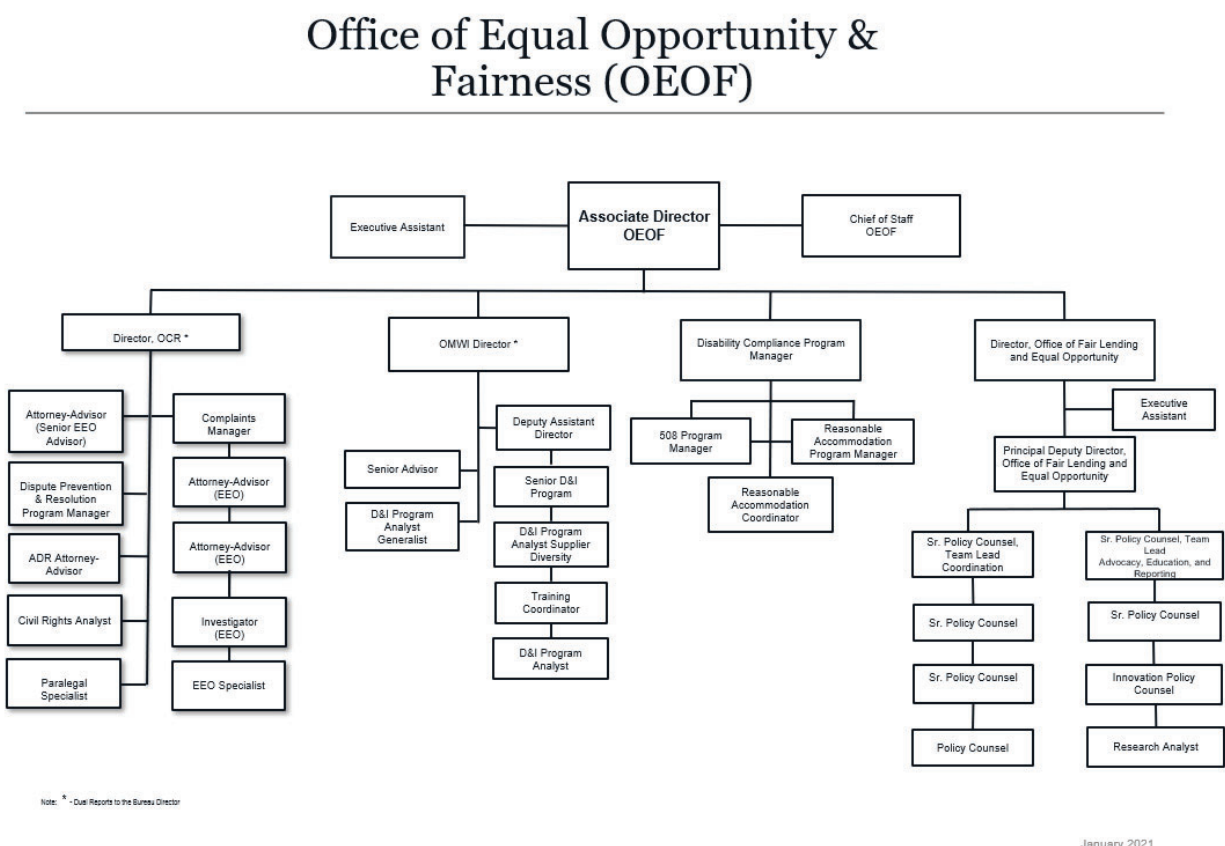 Office of Equal Opportunity &
Fairness (OEOF)
Executive Assistant
Associate Director
OEOF
Chief of Staff
OEOF
Director, OCR *
OMWI Director *
Disability Compliance Program
Manager
Director, Office of Fair Lending
and Equal Opportunity
Attorney-Advisor
(Senior EEO
Advisor)
Dispute Prevention
& Resolution
Program Manager
ADR Attorney-
Advisor
Civil Rights Analyst
Paralegal
Specialist
Complaints
Manager
Attorney-Advisor
(EEO)
Attorney-Advisor
(EEO)
Investigator
(EEO)
EEO Specialist
Senior Advisor
D&I Program
Analyst
Generalist
Deputy Assistant
Director
Senior D&I
Program
D&I Program
Analyst Supplier
Diversity
Training
Coordinator
D&I Program
Analyst
508 Program
Manager
Reasonable
Accommodation
Program Manager
Reasonable
Accommodation
Coordinator
Executive
Assistant
Principal Deputy Director,
Office of Fair Lending and
Equal Opportunity
Sr. Policy Counsel,
Team Lead
Coordination
Sr. Policy Counsel
Sr. Policy Counsel
Policy Counsel
Sr. Policy Counsel, Team
Lead
Advocacy, Education, and
Reporting
Sr. Policy Counsel
Innovation Policy
Counsel
Research Analyst
Note: * - Dual Reports to the Bureau Director
January 2021